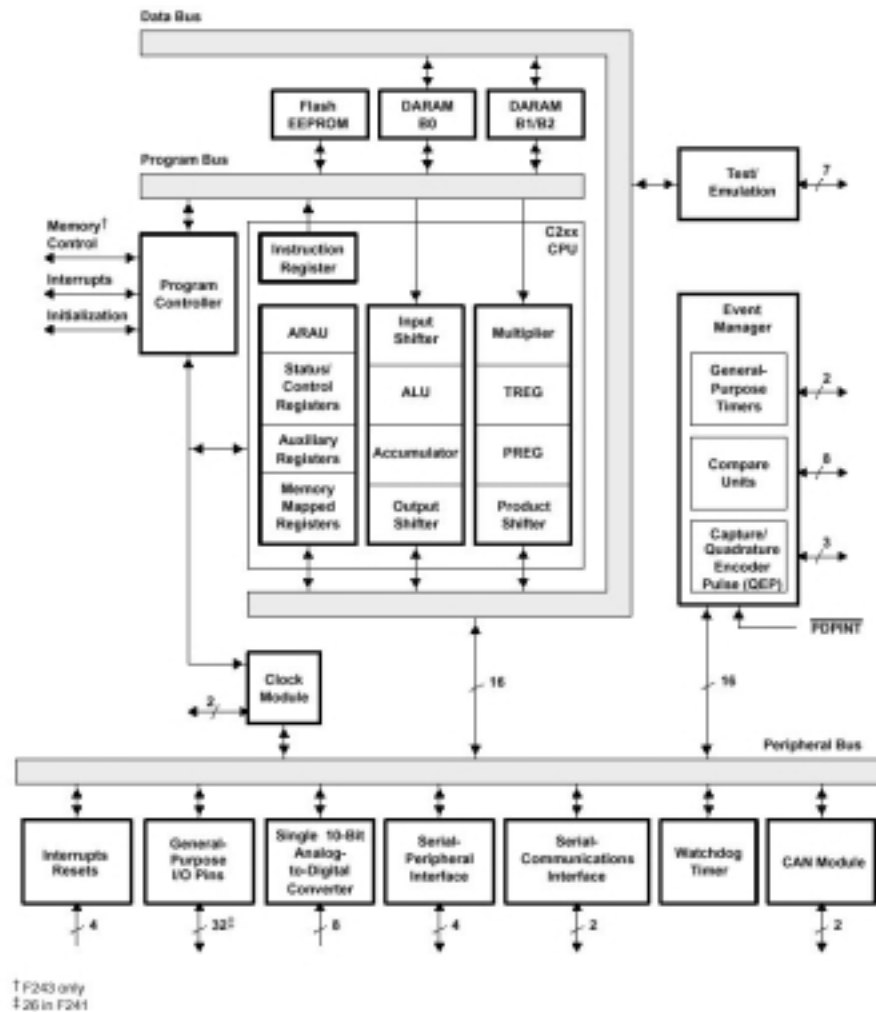 Data Bus
Flash
EEPROM
DARAM
B0
DARAM
B1/B2
Program Bus
Test/
Emulation
7
Memory†
Control
Interrupts
Initialization
Program
Controller
C2xx
CPU
Instruction
Register
ARAU
Status/
Control
Registers
Auxiliary
Registers
Memory
Mapped
Registers
Input
Shifter
ALU
Accumulator
Output
Shifter
Multiplier
TREG
PREG
Product
Shifter
Event
Manager
General-
Purpose
Timers
2
Compare
Units
8
Capture/
Quadrature
Encoder
Pulse (QEP)
3
PDPINT
Clock
Module
2
16
16
Peripheral Bus
Interrupts
Resets
General-
Purpose
I/O Pins
Single 10-Bit
Analog-
to-Digital
Converter
Serial-
Peripheral
Interface
Serial-
Communications
Interface
Watchdog
Timer
CAN Module
4
32‡
8
4
2
2
† F243 only
‡ 26 in F241